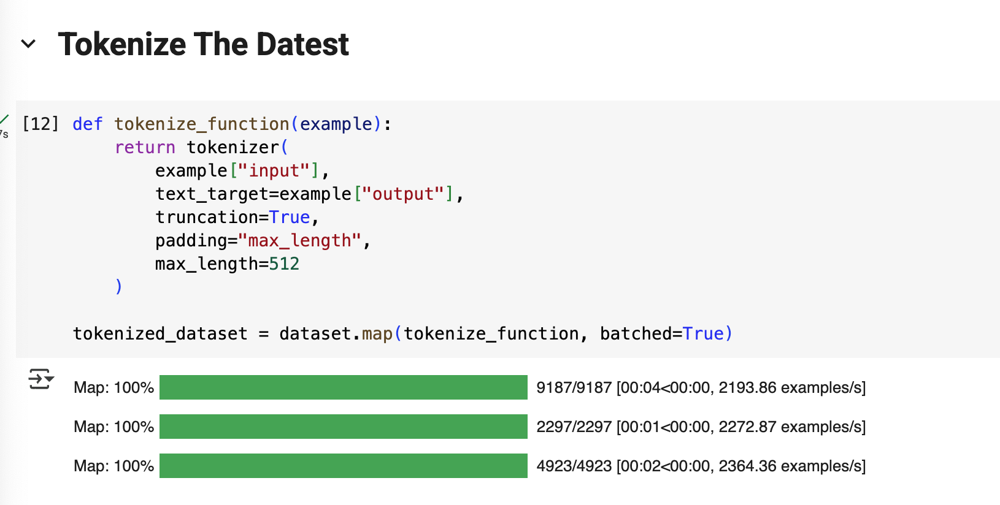 Tokenize The Datest
[12] def tokenize_function(example):
    return tokenizer(
        example["input"],
        text_target=example["output"],
        truncation=True,
        padding="max_length",
        max_length=512
    )
tokenized_dataset = dataset.map(tokenize_function, batched=True)
Map: 100% 9187/9187 [00:04<00:00, 2193.86 examples/s]
Map: 100% 2297/2297 [00:01<00:00, 2272.87 examples/s]
Map: 100% 4923/4923 [00:02<00:00, 2364.36 examples/s]